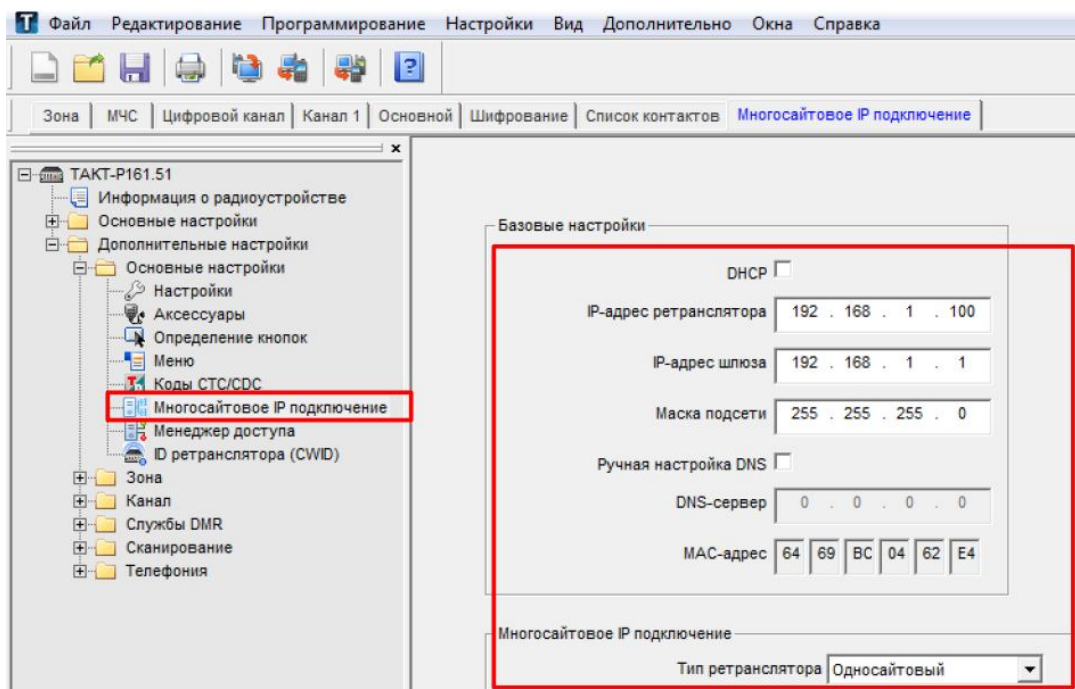 Файл Редактирование Программирование Настройки Вид Дополнительно Окна Справка
Зона МЧС Цифровой канал Канал 1 Основной Шифрование Список контактов Многосайтовое IP подключение
ТАКТ-Р161.51
Информация о радиоустройстве
Основные настройки
Дополнительные настройки
Основные настройки
Настройки
Аксессуары
Определение кнопок
Меню
Коды CTC/CDC
Многосайтовое IP подключение
Менеджер доступа
ID ретранслятора (CWID)
Зона
Канал
Службы DMR
Сканирование
Телефония
Базовые настройки
DHCP
IP-адрес ретранслятора 192 . 168 . 1 . 100
IP-адрес шлюза 192 . 168 . 1 . 1
Маска подсети 255 . 255 . 255 . 0
Ручная настройка DNS
DNS-сервер 0 . 0 . 0 . 0
MAC-адрес 64 69 BC 04 62 E4
Многосайтовое IP подключение
Тип ретранслятора Односайтовый